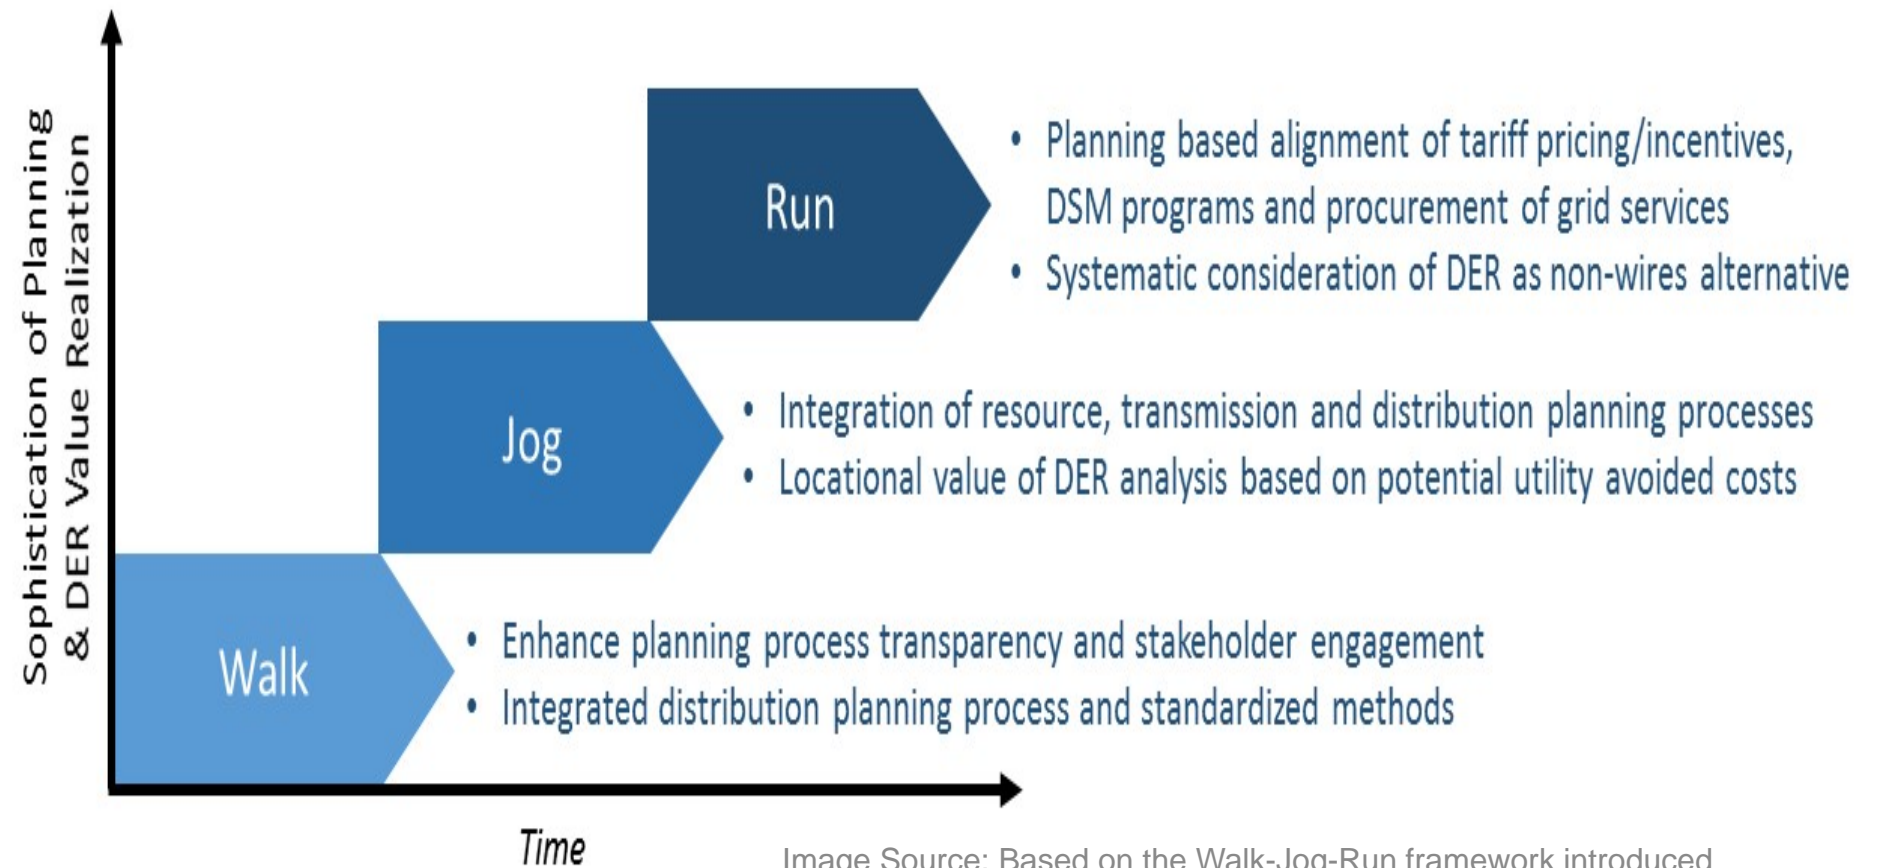 Sophistication of Planning
& DER Value Realization
Run
• Planning based alignment of tariff pricing/incentives,
DSM programs and procurement of grid services
• Systematic consideration of DER as non-wires alternative
Jog
• Integration of resource, transmission and distribution planning processes
• Locational value of DER analysis based on potential utility avoided costs
Walk
• Enhance planning process transparency and stakeholder engagement
• Integrated distribution planning process and standardized methods
Time
Image Source: Based on the Walk-Jog-Run framework introduced